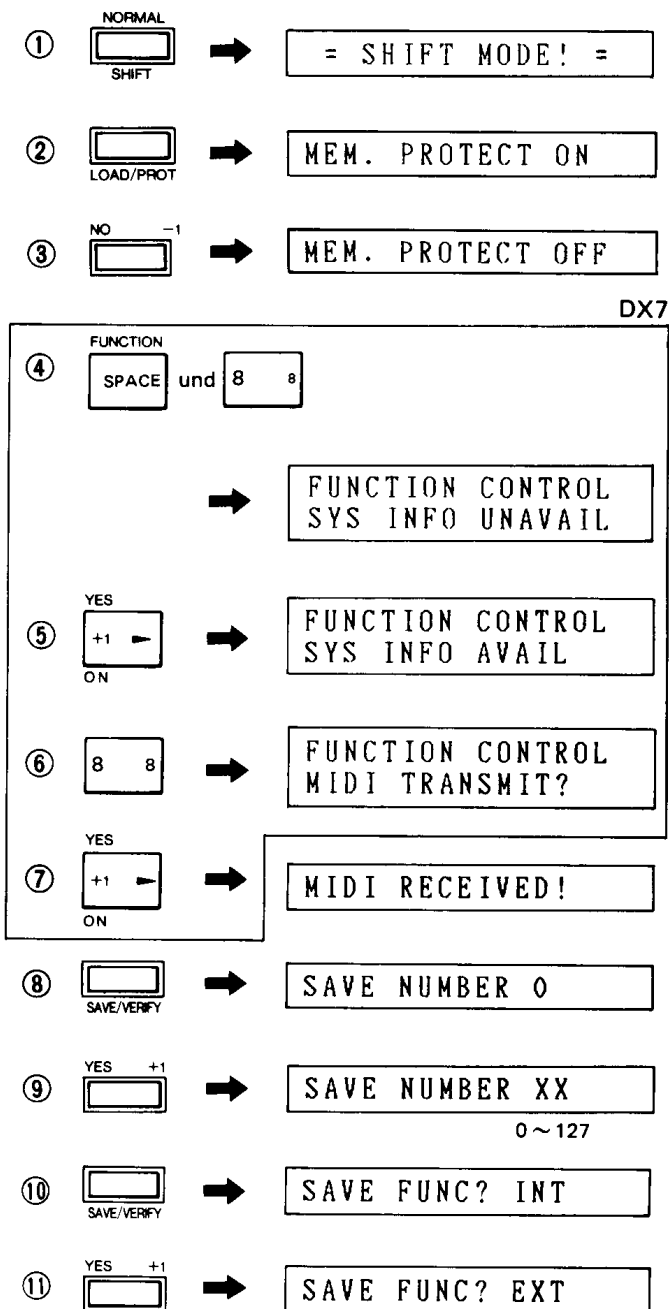 NORMAL
① → = SHIFT MODE! =
SHIFT
② → MEM. PROTECT ON
LOAD/PROT
NO −1
③ → MEM. PROTECT OFF
DX7
FUNCTION
④ SPACE und 8 8
→ FUNCTION CONTROL
SYS INFO UNAVAIL
YES
⑤ +1 ► → FUNCTION CONTROL
SYS INFO AVAIL
ON
⑥ 8 8 → FUNCTION CONTROL
MIDI TRANSMIT?
YES
⑦ +1 ► → MIDI RECEIVED!
ON
⑧ → SAVE NUMBER 0
SAVE/VERIFY
YES +1
⑨ → SAVE NUMBER XX
0~127
⑩ → SAVE FUNC? INT
SAVE/VERIFY
YES +1
⑪ → SAVE FUNC? EXT